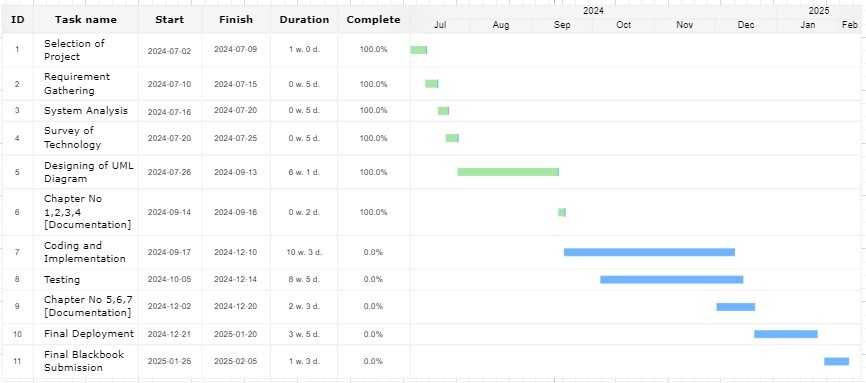 ID Task name Start Finish Duration Complete 2024 2025
Jul Aug Sep Oct Nov Dec Jan Feb
1 Selection of Project 2024-07-02 2024-07-09 1 w. 0 d. 100.0%
2 Requirement Gathering 2024-07-10 2024-07-15 0 w. 5 d. 100.0%
3 System Analysis 2024-07-16 2024-07-20 0 w. 5 d. 100.0%
4 Survey of Technology 2024-07-20 2024-07-25 0 w. 5 d. 100.0%
5 Designing of UML Diagram 2024-07-26 2024-09-13 6 w. 1 d. 100.0%
6 Chapter No 1,2,3,4 [Documentation] 2024-09-14 2024-09-16 0 w. 2 d. 100.0%
7 Coding and Implementation 2024-09-17 2024-12-10 10 w. 3 d. 0.0%
8 Testing 2024-10-05 2024-12-14 8 w. 5 d. 0.0%
9 Chapter No 5,6,7 [Documentation] 2024-12-02 2024-12-20 2 w. 3 d. 0.0%
10 Final Deployment 2024-12-21 2025-01-20 3 w. 5 d. 0.0%
11 Final Blackbook Submission 2025-01-25 2025-02-05 1 w. 3 d. 0.0%